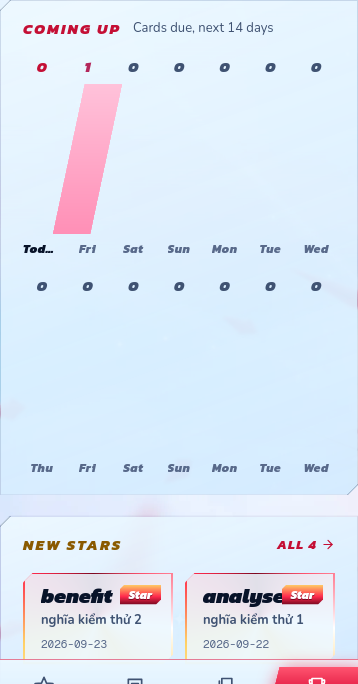 COMING UP Cards due, next 14 days
0 1 0 0 0 0 0
Tod... Fri Sat Sun Mon Tue Wed
0 0 0 0 0 0 0
Thu Fri Sat Sun Mon Tue Wed
NEW STARS ALL 4 →
benefit Star analyse Star
nghĩa kiểm thử 2 nghĩa kiểm thử 1
2026-09-23 2026-09-22